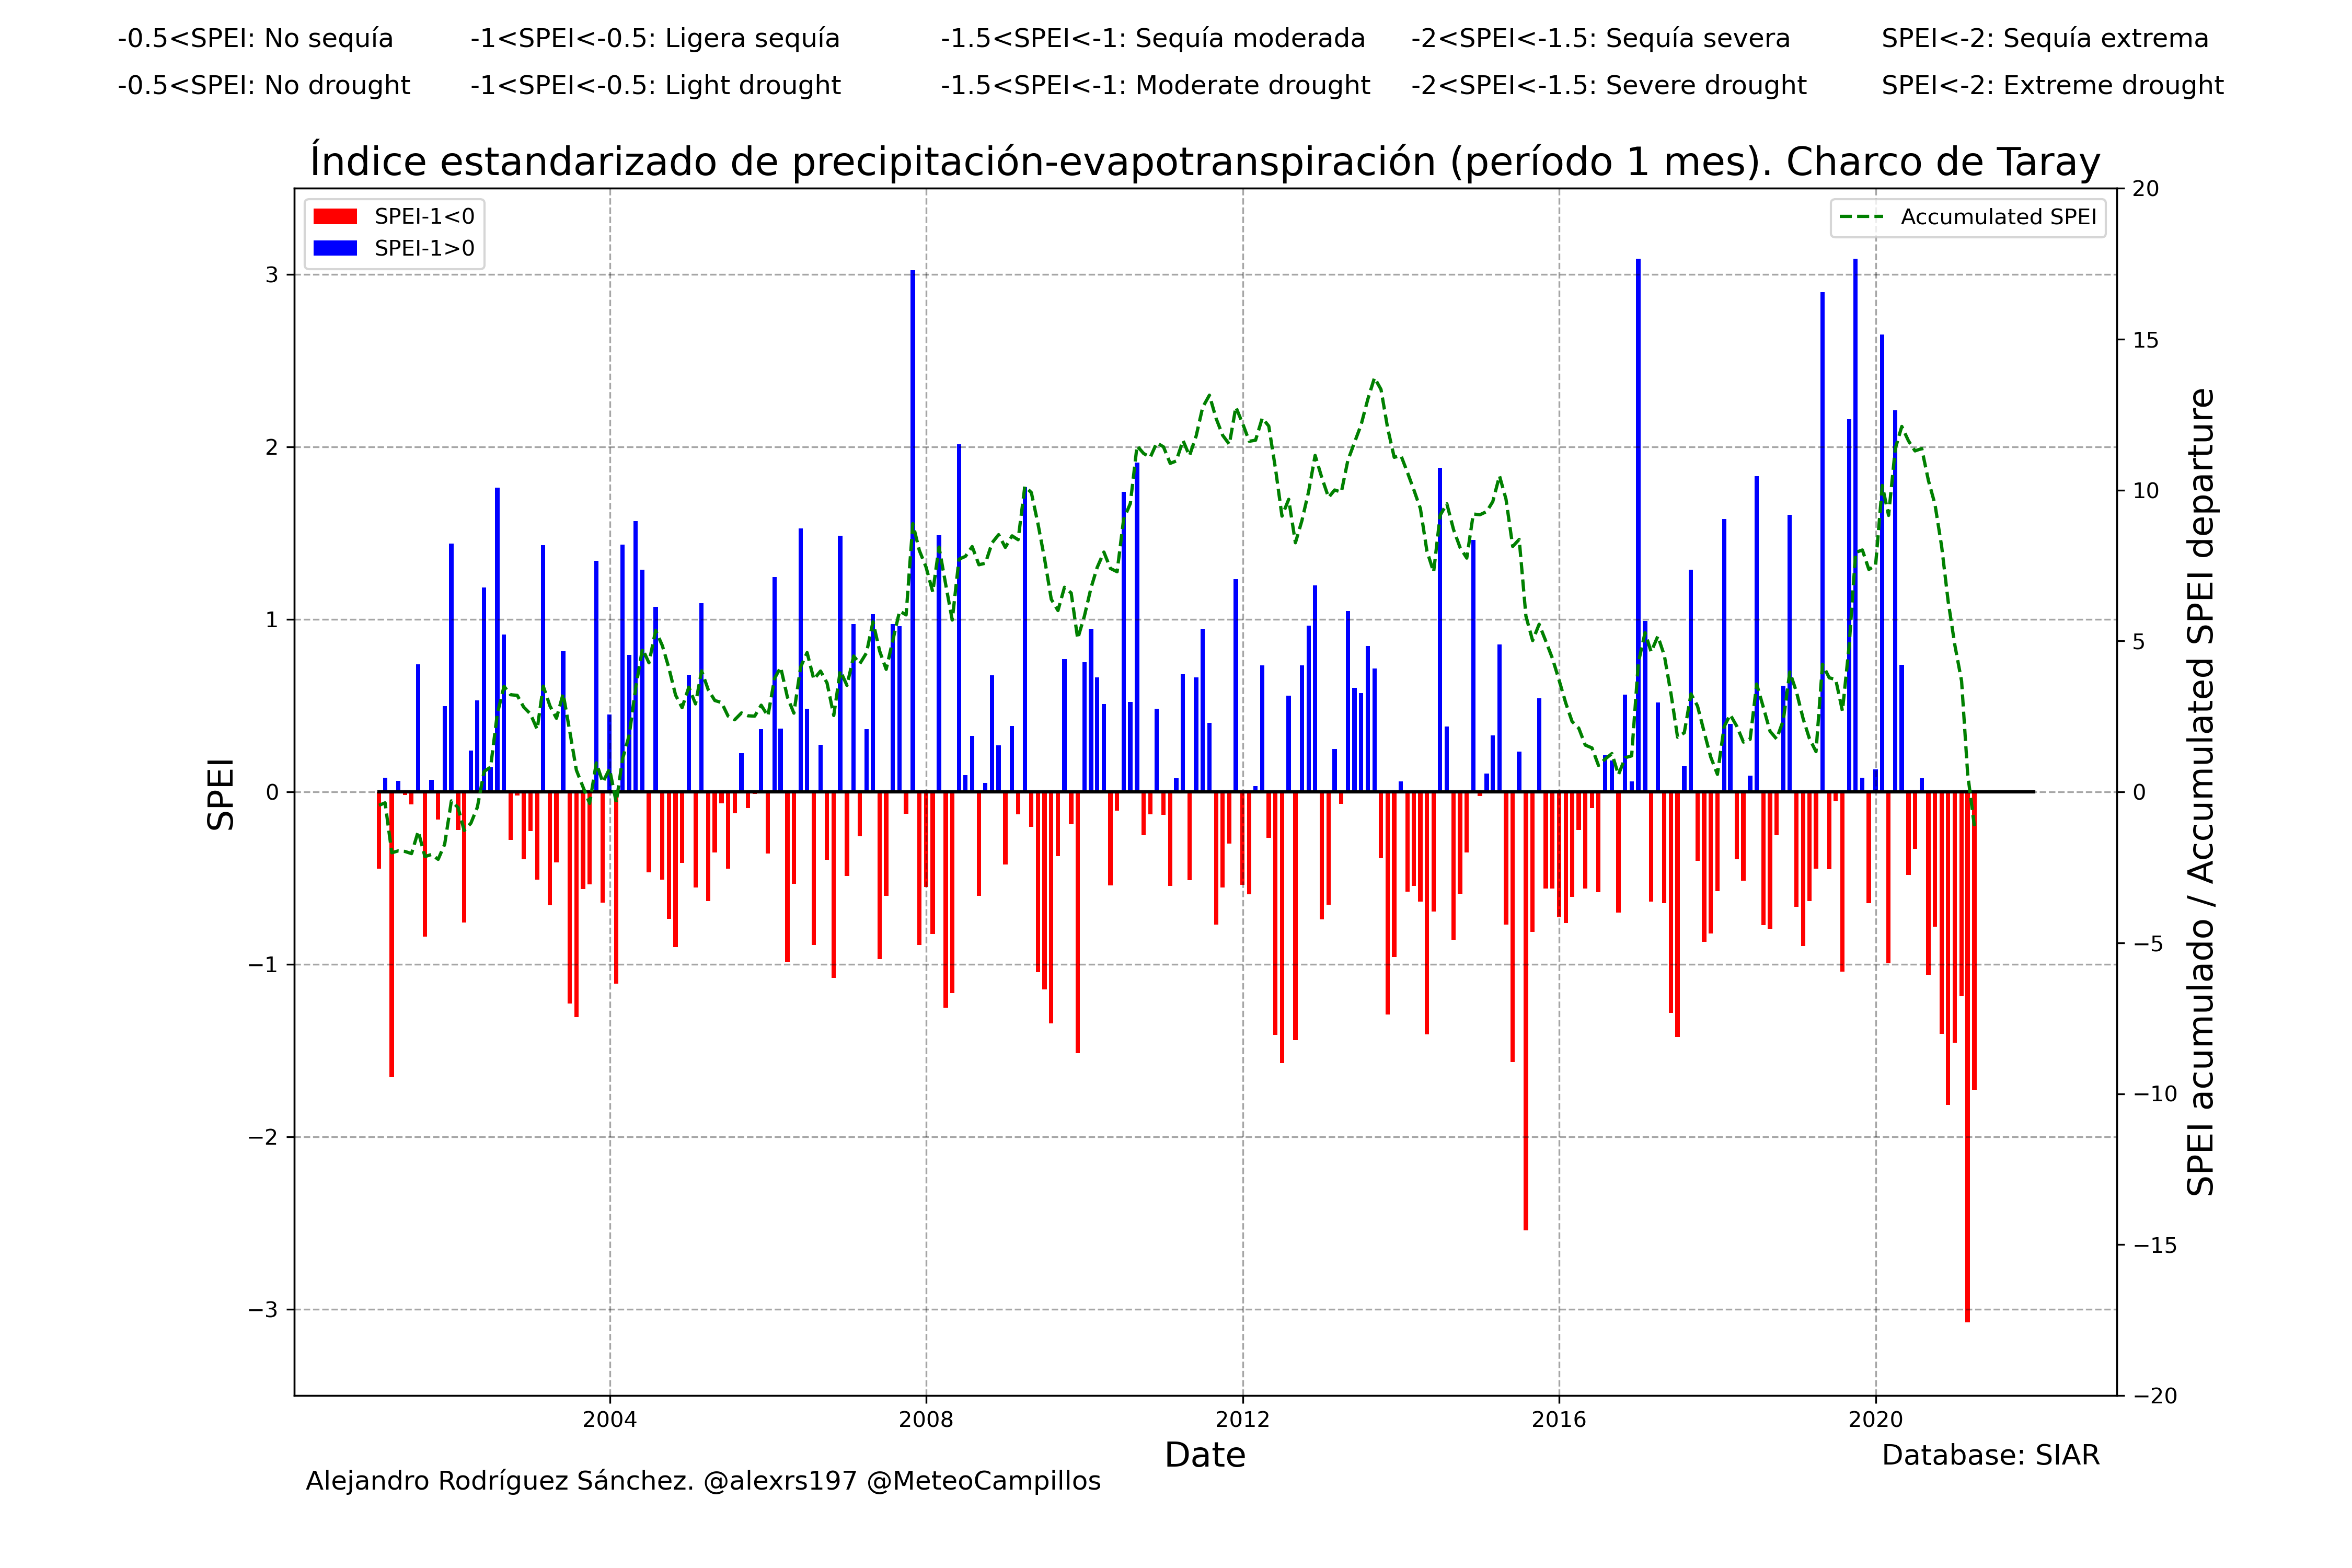 -0.5<SPEI: No sequía -1<SPEI<-0.5: Ligera sequía -1.5<SPEI<-1: Sequía moderada -2<SPEI<-1.5: Sequía severa SPEI<-2: Sequía extrema
-0.5<SPEI: No drought -1<SPEI<-0.5: Light drought -1.5<SPEI<-1: Moderate drought -2<SPEI<-1.5: Severe drought SPEI<-2: Extreme drought
Índice estandarizado de precipitación-evapotranspiración (período 1 mes). Charco de Taray
SPEI-1<0
SPEI-1>0
Accumulated SPEI
SPEI
3
2
1
0
−1
−2
−3
20
15
10
5
0
−5
−10
−15
−20
SPEI acumulado / Accumulated SPEI departure
2004 2008 2012 2016 2020
Date
Database: SIAR
Alejandro Rodríguez Sánchez. @alexrs197 @MeteoCampillos